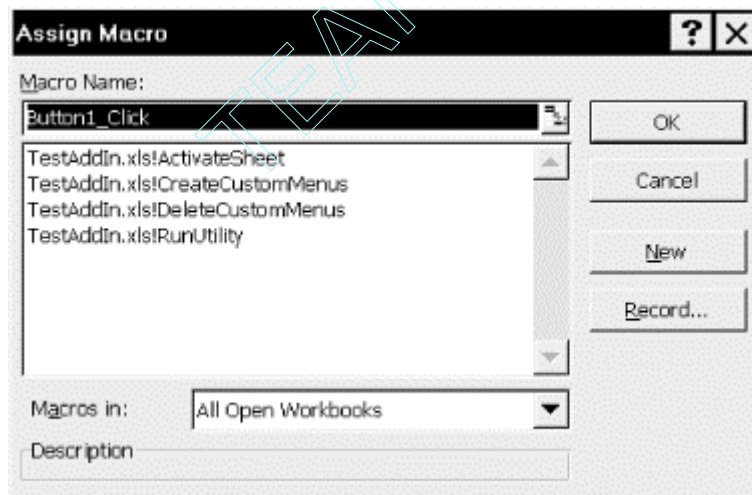 Assign Macro
Macro Name:
Button1_Click
OK
TestAddIn.xls!ActivateSheet
TestAddIn.xls!CreateCustomMenus
TestAddIn.xls!DeleteCustomMenus
TestAddIn.xls!RunUtility
Cancel
New
Record...
Macros in:
All Open Workbooks
Description